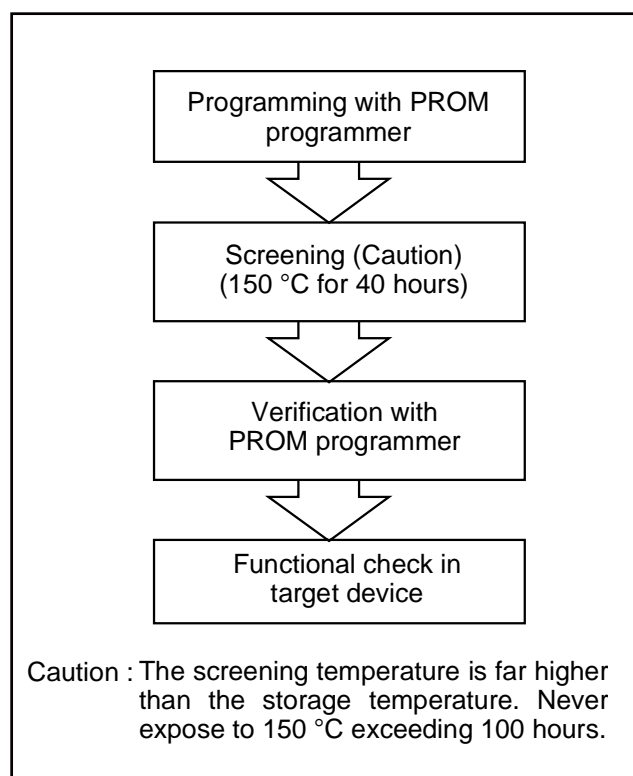 Programming with PROM
programmer
Screening (Caution)
(150 °C for 40 hours)
Verification with
PROM programmer
Functional check in
target device
Caution : The screening temperature is far higher
than the storage temperature. Never
expose to 150 °C exceeding 100 hours.